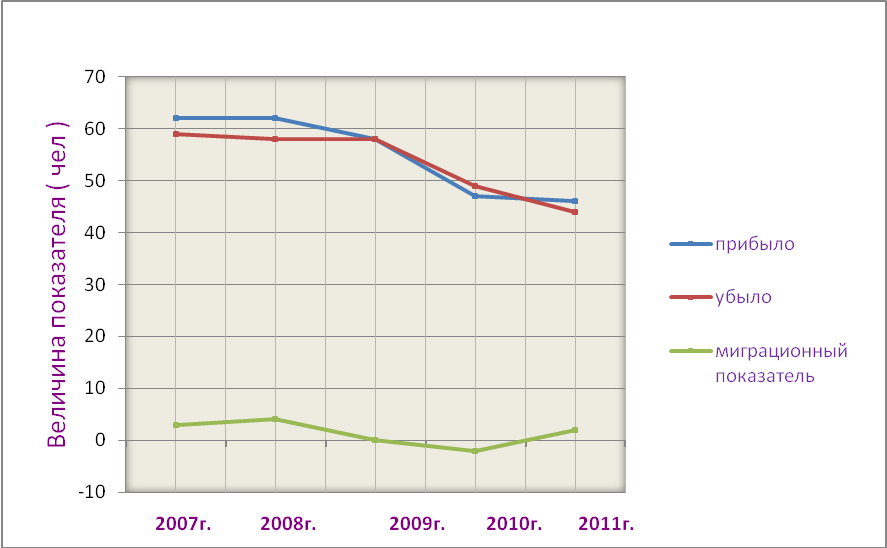 Величина показателя ( чел )
70
60
50
40
30
20
10
0
-10
2007г. 2008г. 2009г. 2010г. 2011г.
прибыло
убыло
миграционный
показатель